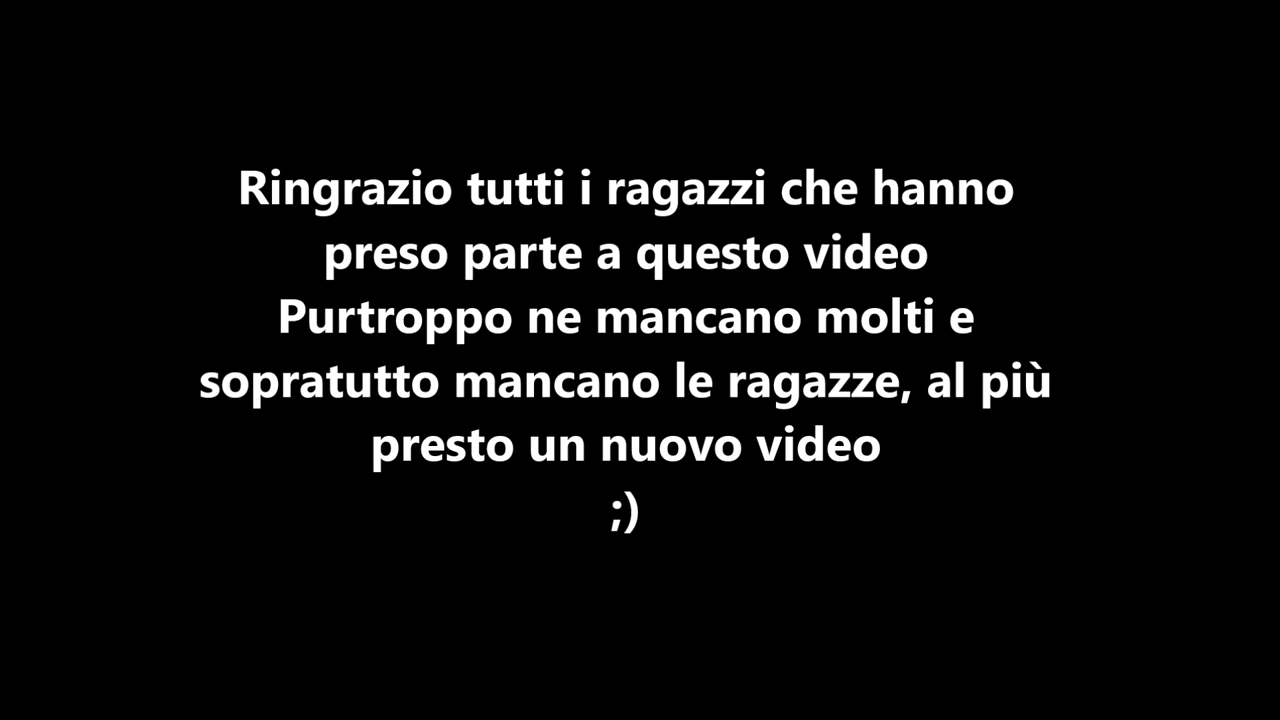 Ringrazio tutti i ragazzi che hanno
preso parte a questo video
Purtroppo ne mancano molti e
sopratutto mancano le ragazze, al più
presto un nuovo video
;)